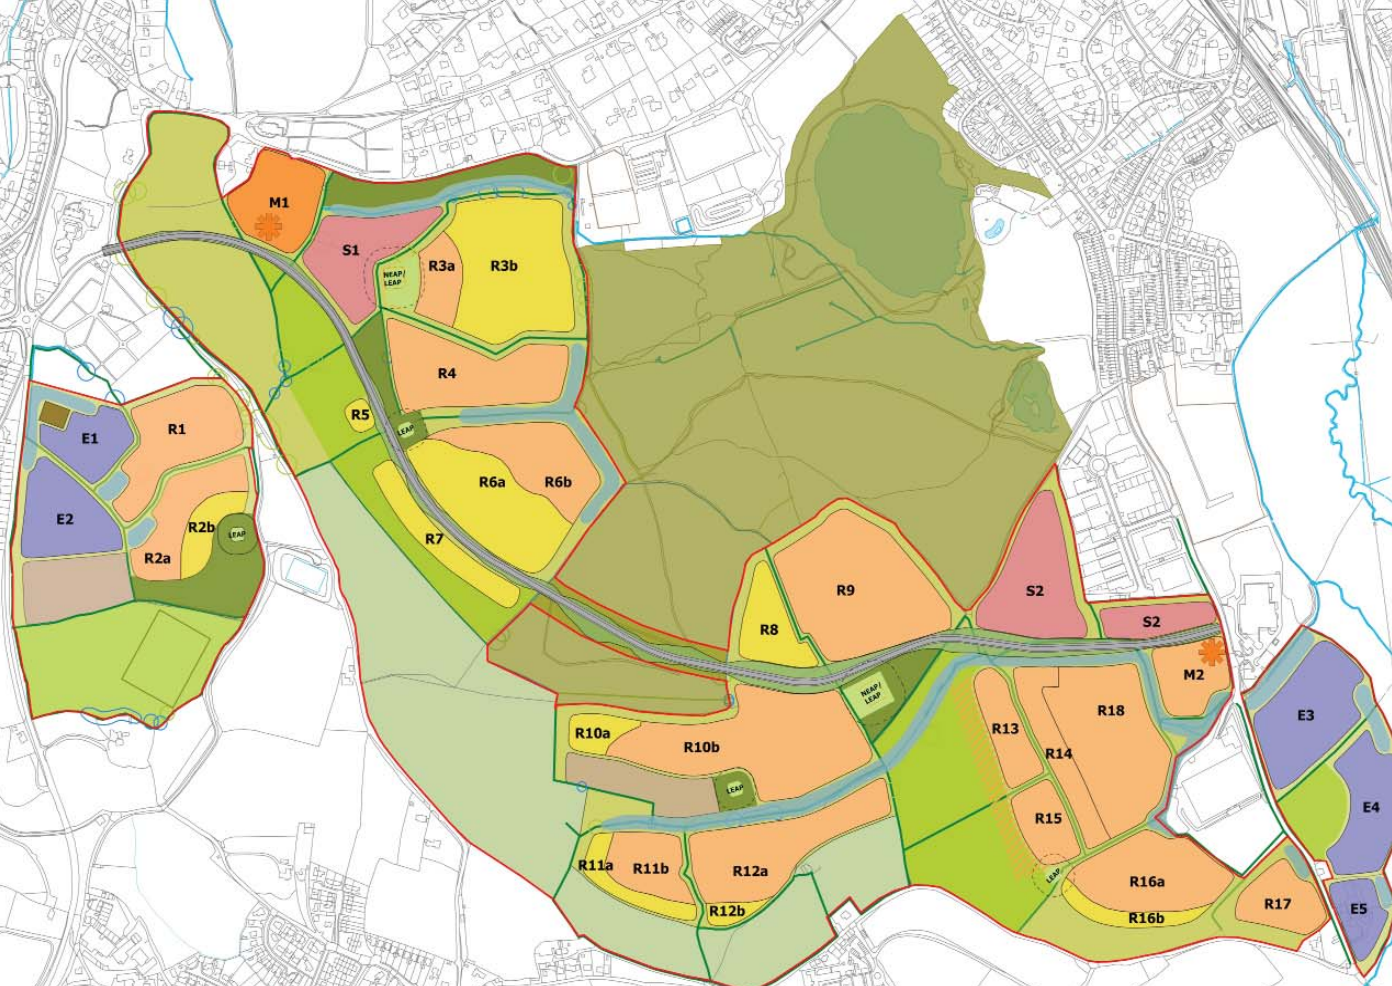 M1
S1
R3a
R3b
NEAP/
LEAP
R4
R5
LEAP
E1
R1
R6a
R6b
E2
R2b
LEAP
R2a
R7
R9
S2
R8
S2
M2
NEAP/
LEAP
R10a
R10b
R13
R18
R14
E3
LEAP
R15
E4
R11a
R11b
R12a
LEAP
R16a
R12b
R16b
R17
E5